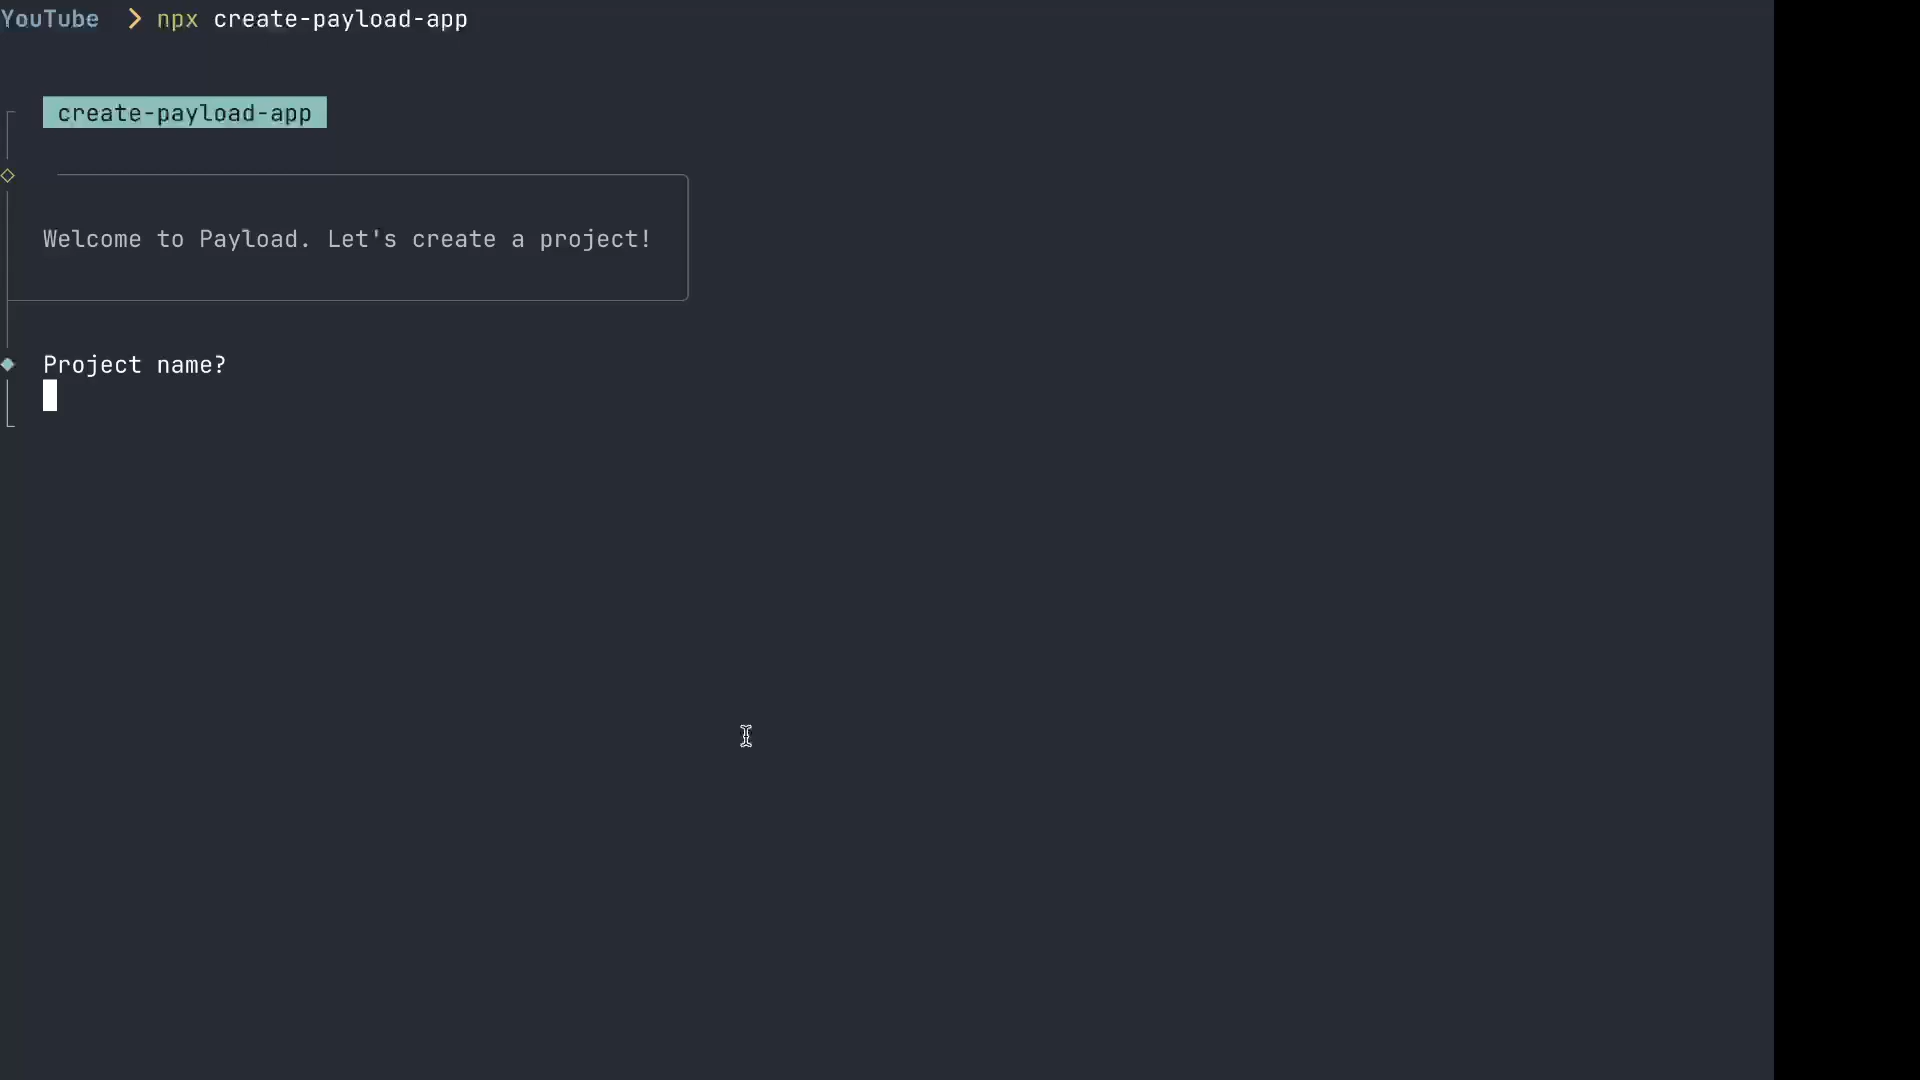 YouTube > npx create-payload-app
create-payload-app
Welcome to Payload. Let's create a project!
Project name?